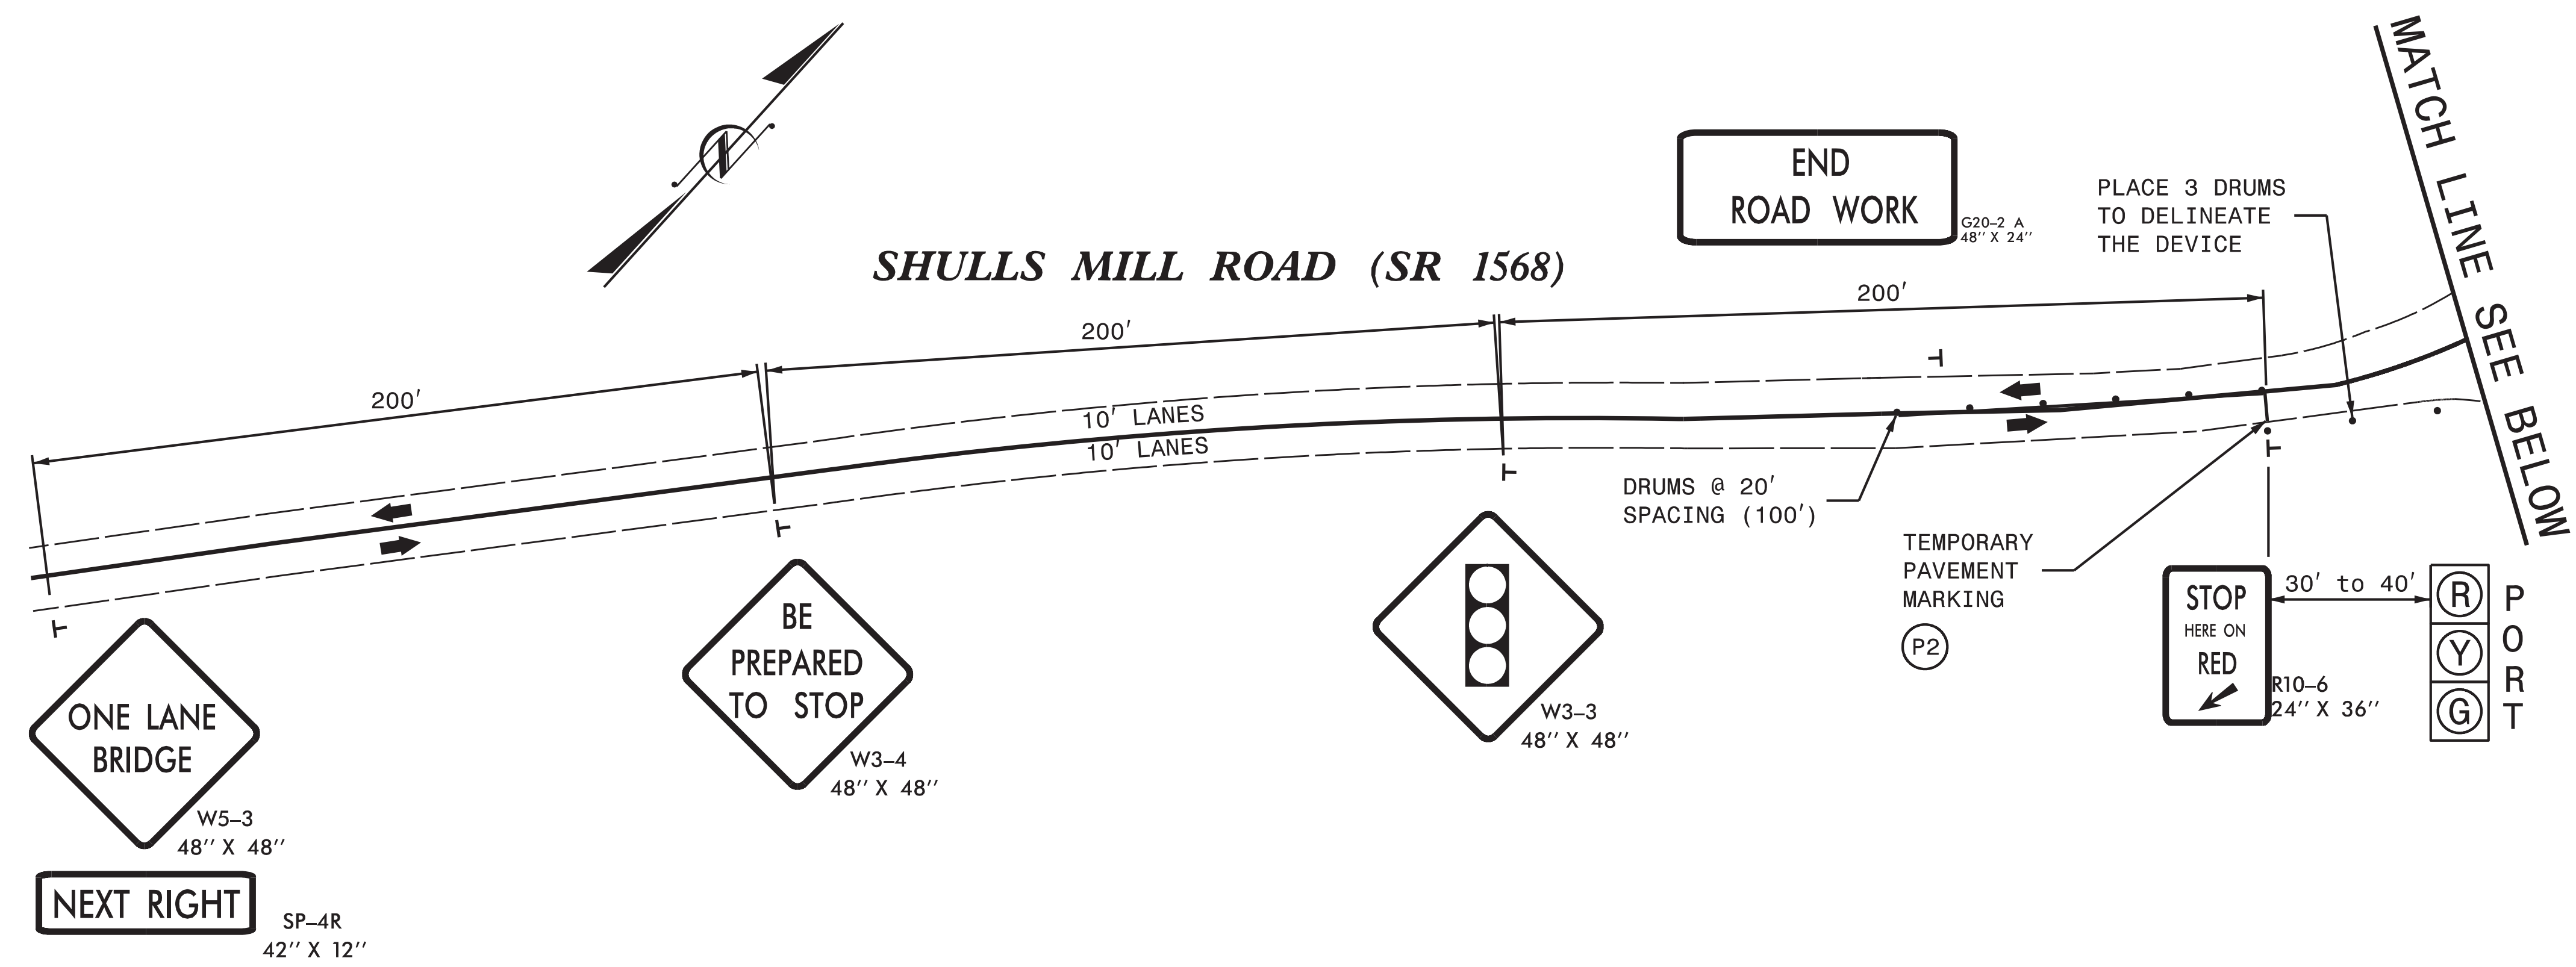 MATCH LINE SEE BELOW
END
ROAD WORK
G20-2 A
48" X 24"
PLACE 3 DRUMS
TO DELINEATE
THE DEVICE
SHULLS MILL ROAD (SR 1568)
200'
200'
200'
10' LANES
10' LANES
DRUMS @ 20'
SPACING (100')
TEMPORARY
PAVEMENT
MARKING
P2
STOP
HERE ON
RED
R10-6
24" X 36"
30' to 40'
R
Y
G
PORT
ONE LANE
BRIDGE
W5-3
48" X 48"
NEXT RIGHT
SP-4R
42" X 12"
BE
PREPARED
TO STOP
W3-4
48" X 48"
W3-3
48" X 48"
N